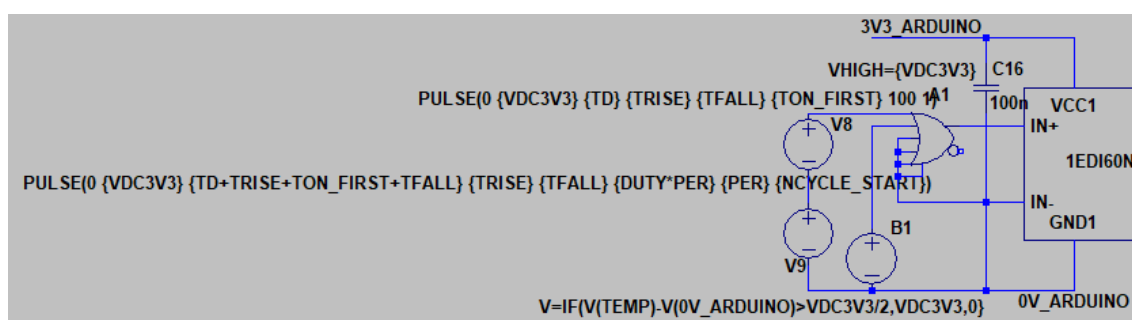 3V3_ARDUINO
VHIGH={VDC3V3} C16
PULSE(0 {VDC3V3} {TD} {TRISE} {TFALL} {TON_FIRST} 100 1) A1 100n VCC1
V8 IN+
1EDI60N
PULSE(0 {VDC3V3} {TD+TRISE+TON_FIRST+TFALL} {TRISE} {TFALL} {DUTY*PER} {PER} {NCYCLE_START})
IN-
B1 GND1
V9
V=IF(V(TEMP)-V(0V_ARDUINO)>VDC3V3/2,VDC3V3,0} 0V_ARDUINO